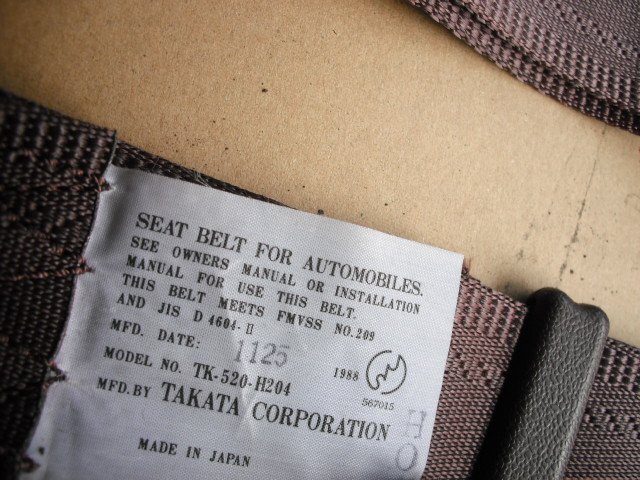 SEAT BELT FOR AUTOMOBILES.
SEE OWNERS MANUAL OR INSTALLATION
MANUAL FOR USE THIS BELT.
THIS BELT MEETS FMVSS NO.209
AND JIS D 4604-II
MFD. DATE: 1125
MODEL NO. TK-520-H204 1988
567015
MFD.BY TAKATA CORPORATION
H
O
MADE IN JAPAN